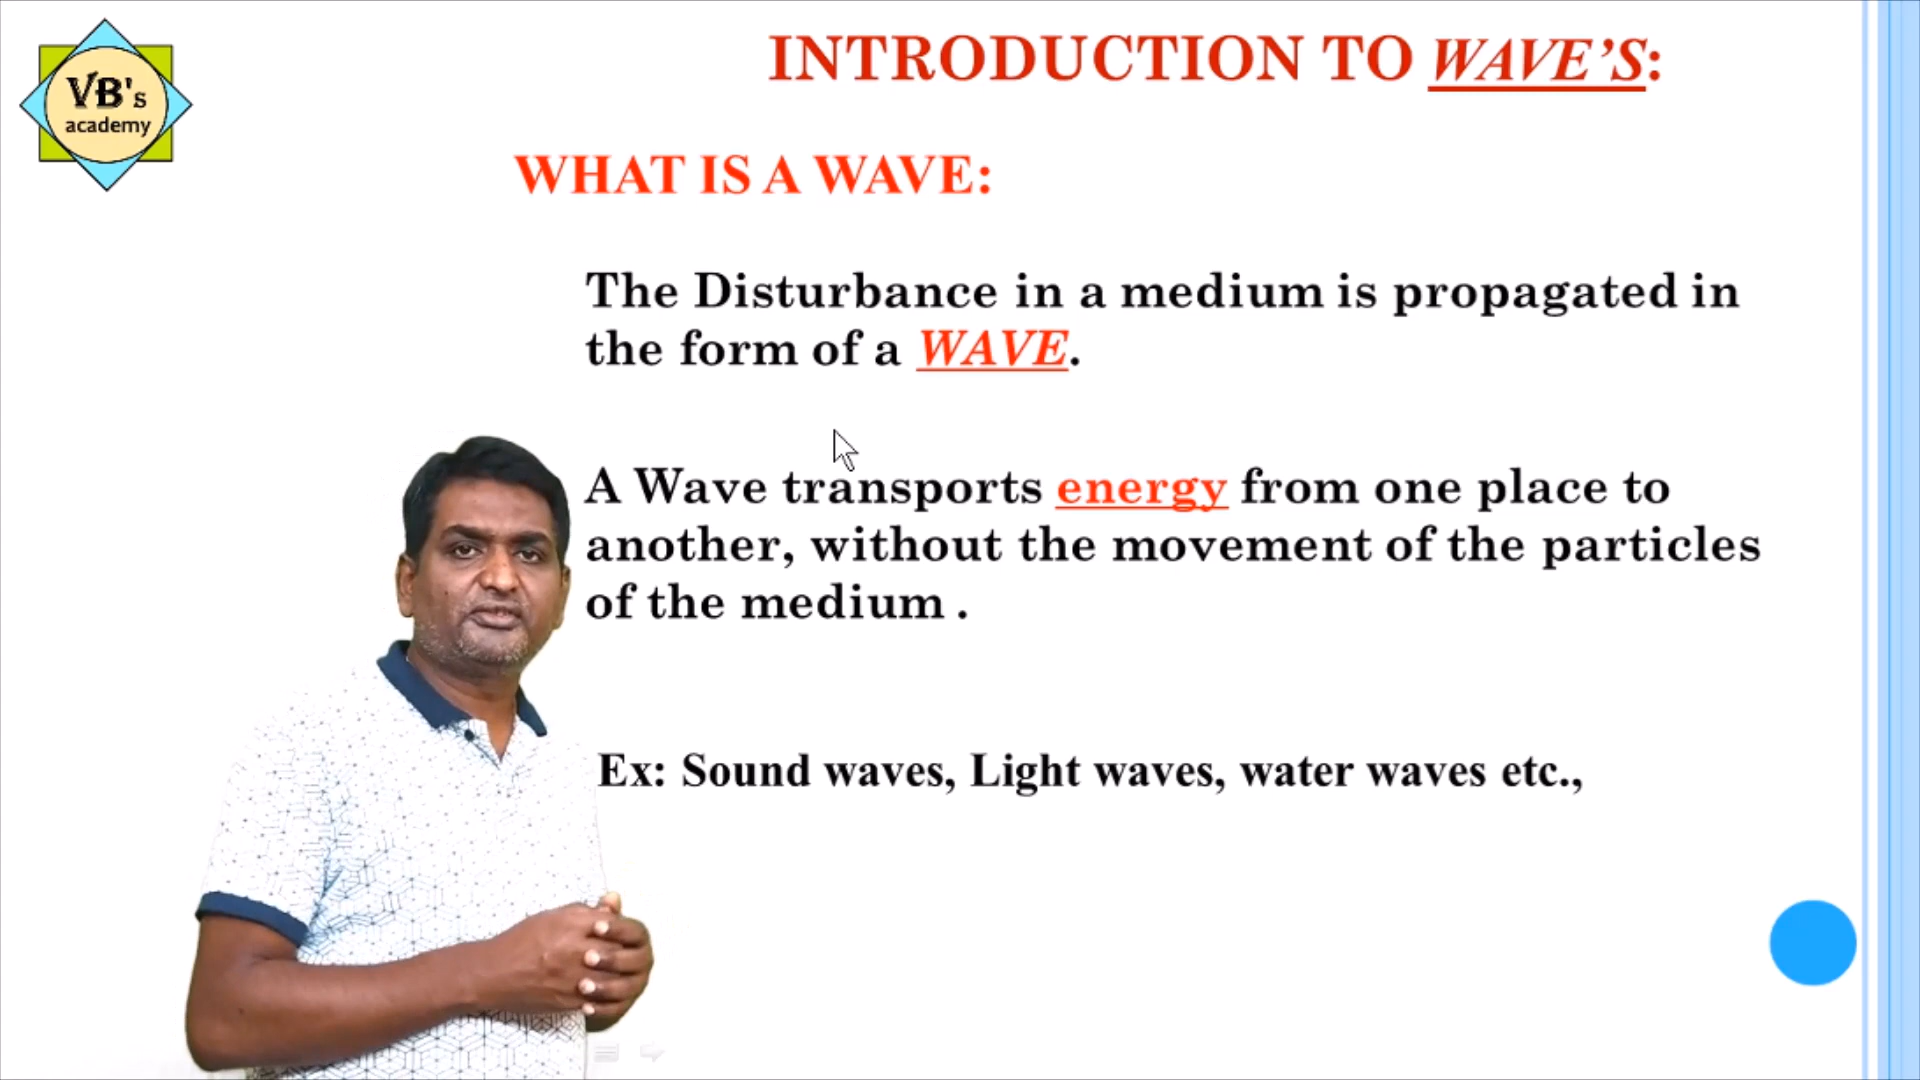 VB's
academy
INTRODUCTION TO WAVE’S:
WHAT IS A WAVE:
The Disturbance in a medium is propagated in
the form of a WAVE.
A Wave transports energy from one place to
another, without the movement of the particles
of the medium .
Ex: Sound waves, Light waves, water waves etc.,